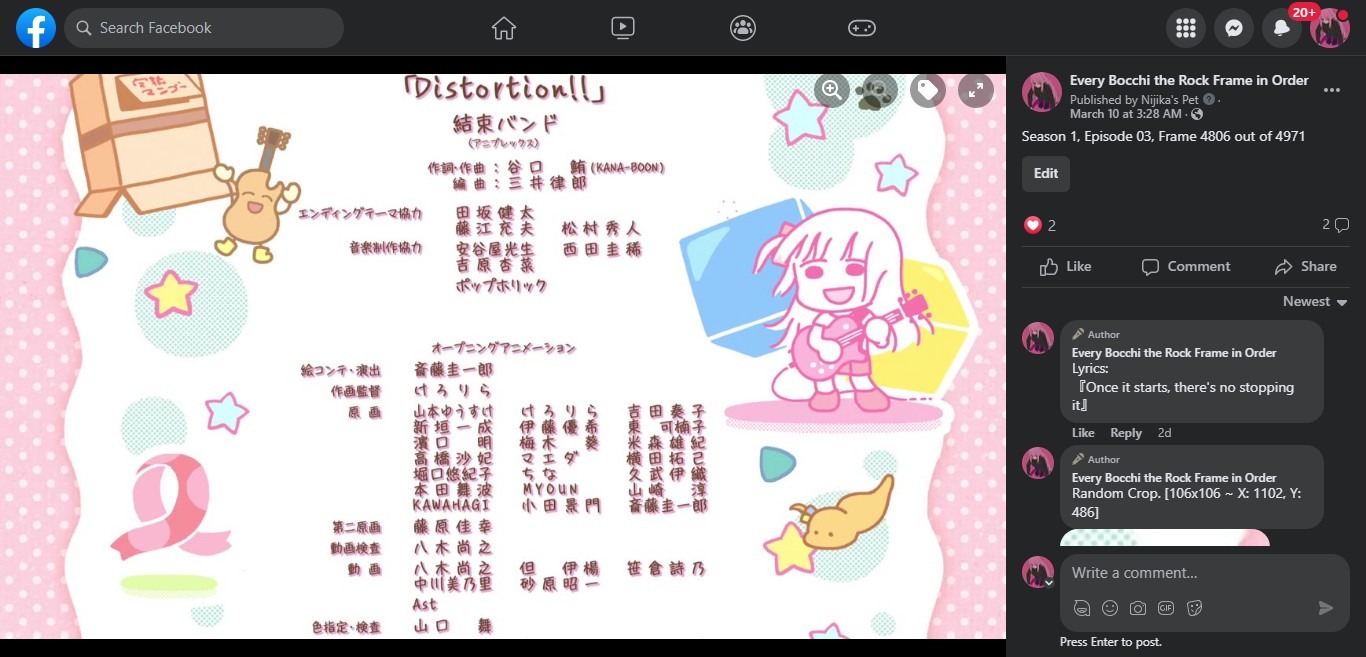 Search Facebook
20+
完熟
マンゴー
「Distortion!!」
結束バンド
(アニプレックス)
作詞・作曲 : 谷口 鮪 (KANA-BOON)
編曲 : 三井律郎
エンディングテーマ協力 田坂健太
藤江充夫 松村秀人
音楽制作協力 安谷屋光生 西田圭稀
吉原杏菜
ポップホリック
オープニングアニメーション
絵コンテ・演出 斎藤圭一郎
作画監督 けろりら
原画 山本ゆうすけ けろりら 吉田奏子
新垣一成 伊藤優希 東 可楠子
濱口 明 梅木 葵 米森雄紀
高橋沙妃 マエダ 横田拓己
堀口悠紀子 ちな 久武伊織
本田舞波 MYOUN 山崎 淳
KAWAHAGI 小田景門 斎藤圭一郎
第二原画 藤原佳幸
動画検査 八木尚之
動画 八木尚之 但 伊楊 笹倉詩乃
中川美乃里 砂原昭一
Ast
色指定・検査 山口 舞
Every Bocchi the Rock Frame in Order
Published by Nijika's Pet ·
March 10 at 3:28 AM ·
Season 1, Episode 03, Frame 4806 out of 4971
Edit
2
2
Like Comment Share
Newest
Author
Every Bocchi the Rock Frame in Order
Lyrics:
『Once it starts, there's no stopping
it』
Like Reply 2d
Author
Every Bocchi the Rock Frame in Order
Random Crop. [106x106 ~ X: 1102, Y:
486]
Write a comment...
GIF
Press Enter to post.